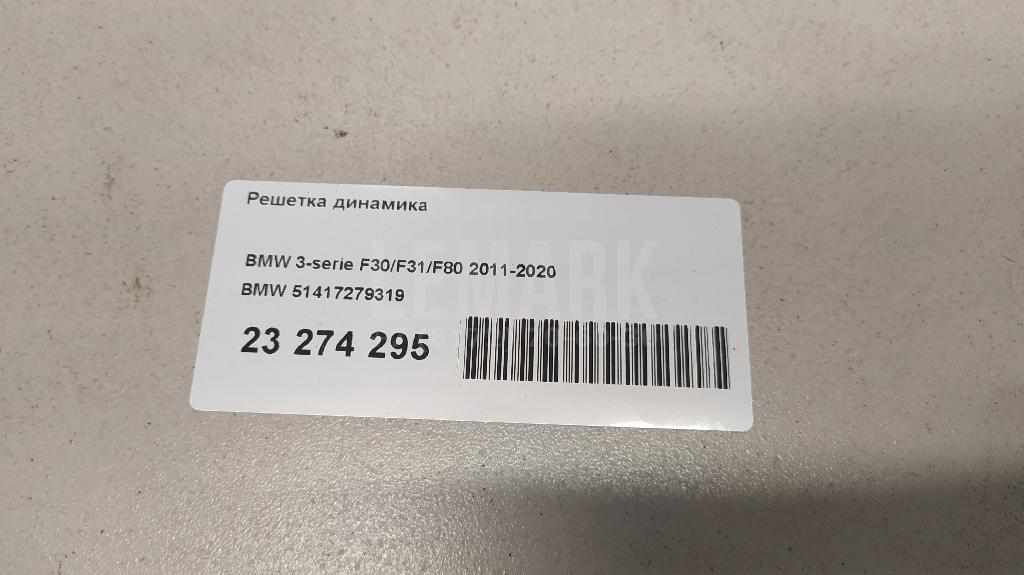 Решетка динамика
BMW 3-serie F30/F31/F80 2011-2020
BMW 51417279319
23 274 295
LEMARK